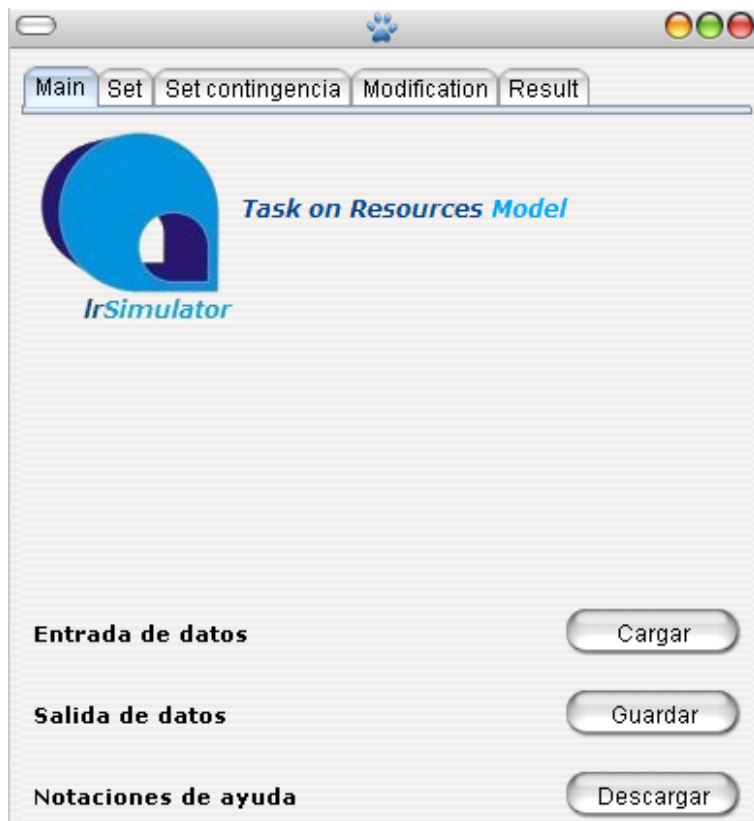 Main Set Set contingencia Modification Result
Task on Resources Model
IrSimulator
Entrada de datos Cargar
Salida de datos Guardar
Notaciones de ayuda Descargar